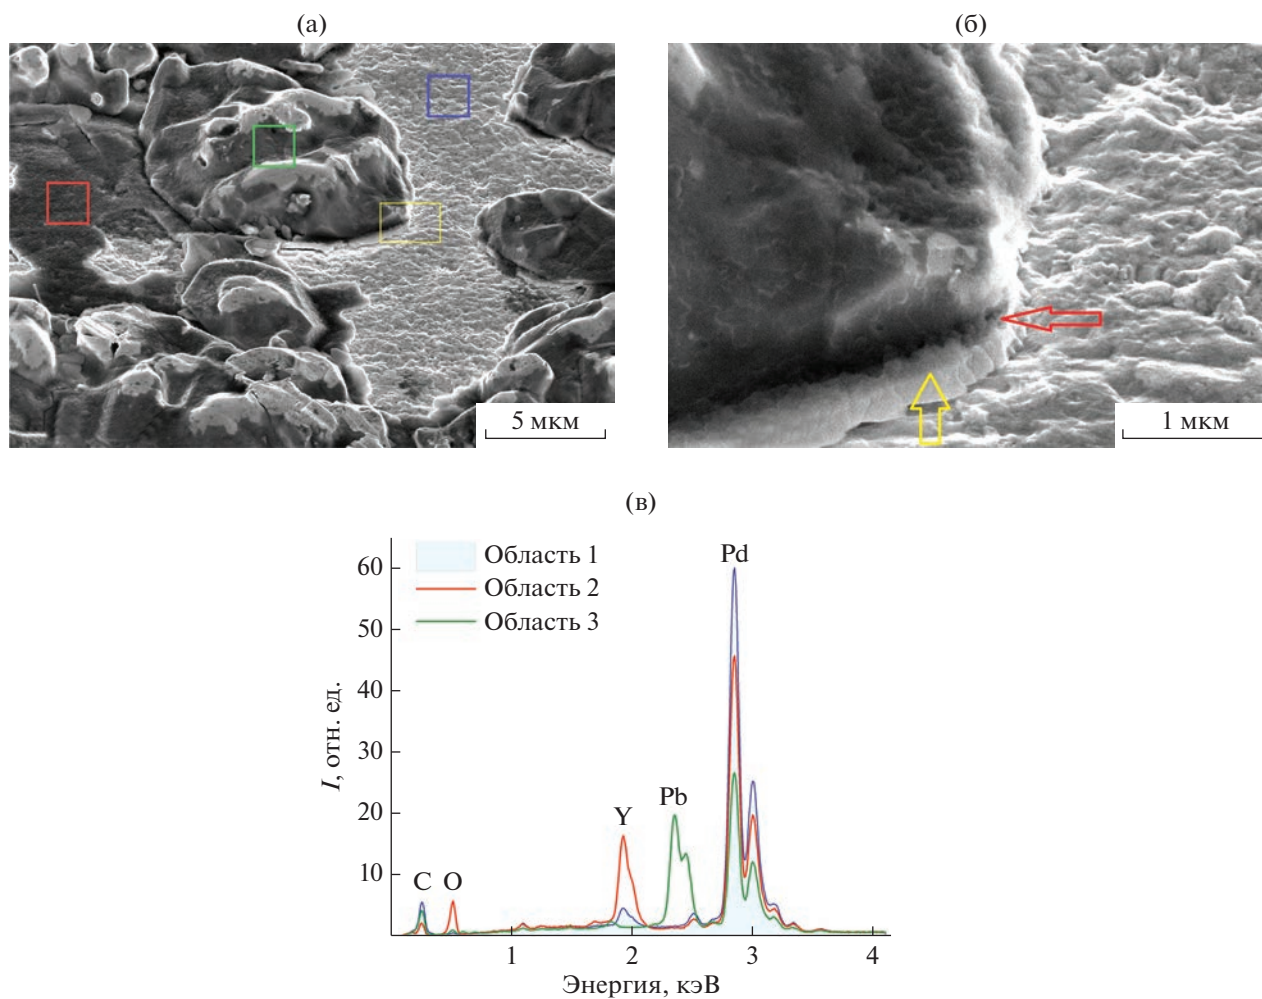 (а)
(б)
5 мкм
1 мкм
(в)
Область 1
Область 2
Область 3
Pd
Pb
Y
C
O
I, отн. ед.
60
50
40
30
20
10
1
2
3
4
Энергия, кэВ